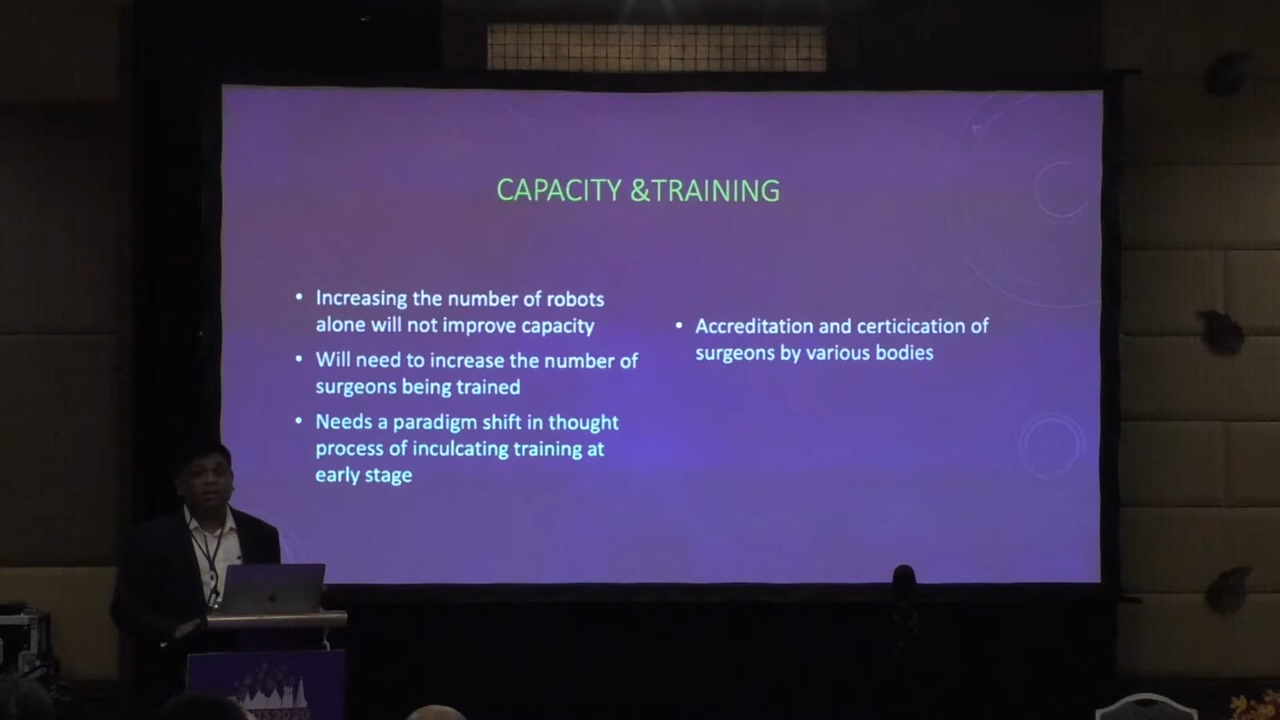 CAPACITY &TRAINING
• Increasing the number of robots
alone will not improve capacity
• Will need to increase the number of
surgeons being trained
• Needs a paradigm shift in thought
process of inculcating training at
early stage
• Accreditation and certicication of
surgeons by various bodies
2020